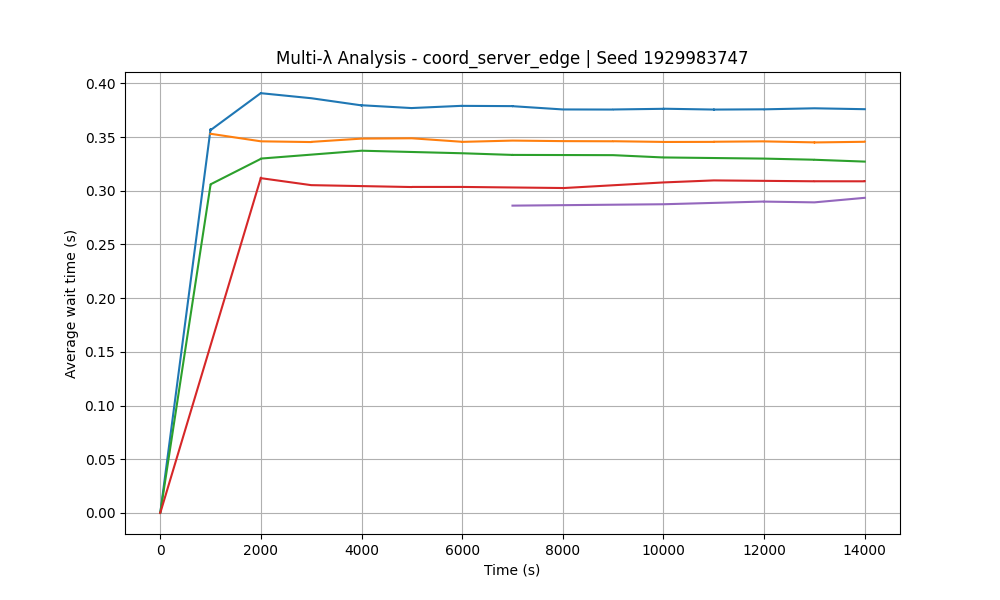 Multi-λ Analysis - coord_server_edge | Seed 1929983747
0.40
0.35
0.30
0.25
0.20
0.15
0.10
0.05
0.00
Average wait time (s)
0 2000 4000 6000 8000 10000 12000 14000
Time (s)